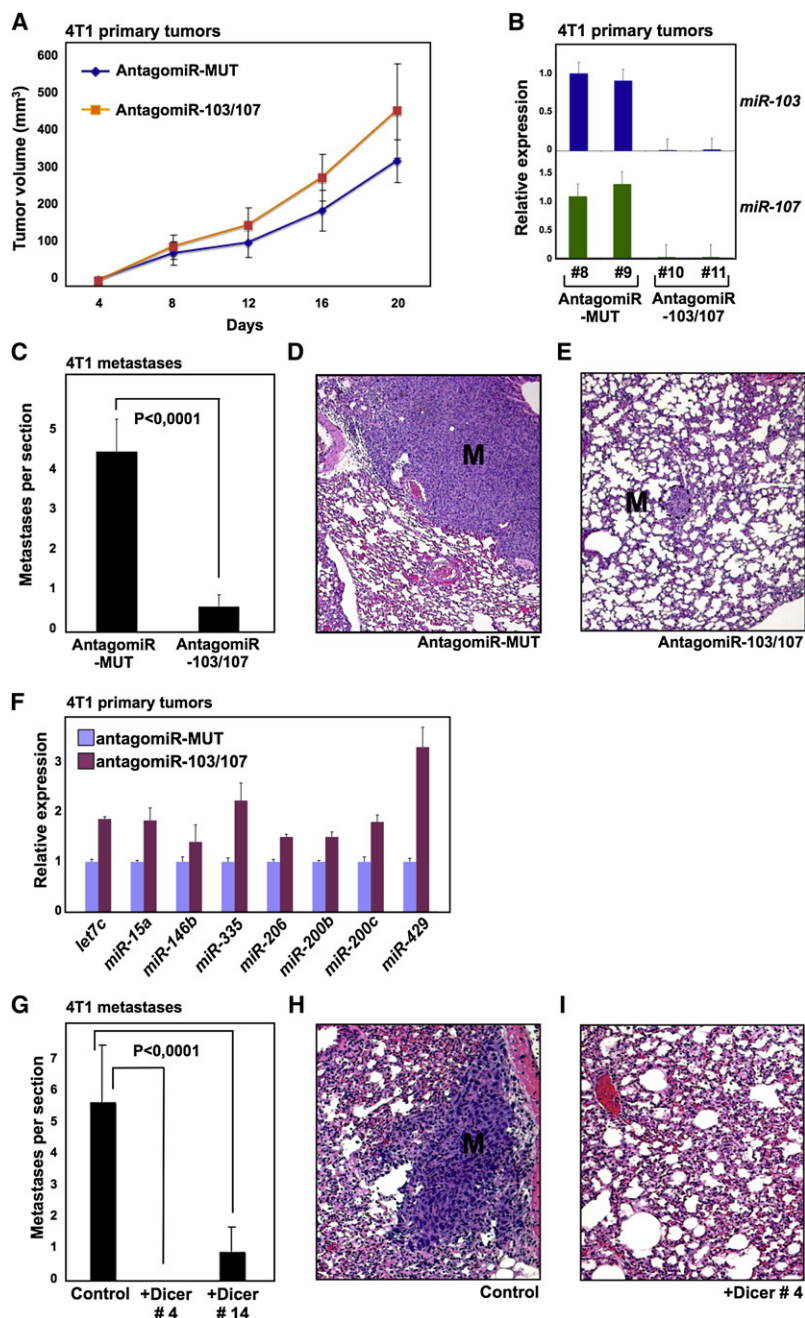 A
4T1 primary tumors
AntagomiR-MUT
AntagomiR-103/107
Tumor volume (mm³)
600
500
400
300
200
100
0
4 8 12 16 20
Days
B
4T1 primary tumors
Relative expression
1.0
0
miR-103
1.5
1.0
0.5
0
miR-107
#8 #9 #10 #11
AntagomiR
-MUT
AntagomiR
-103/107
C
4T1 metastases
P<0,0001
Metastases per section
5
4
3
2
1
0
AntagomiR
-MUT
AntagomiR
-103/107
D
M
AntagomiR-MUT
E
M
AntagomiR-103/107
F
4T1 primary tumors
antagomiR-MUT
antagomiR-103/107
Relative expression
3
2
1
0
let7c
miR-15a
miR-146b
miR-335
miR-206
miR-200b
miR-200c
miR-429
G
4T1 metastases
P<0,0001
Metastases per section
7
6
5
4
3
2
1
0
Control
+Dicer
# 4
+Dicer
# 14
H
M
Control
I
+Dicer # 4